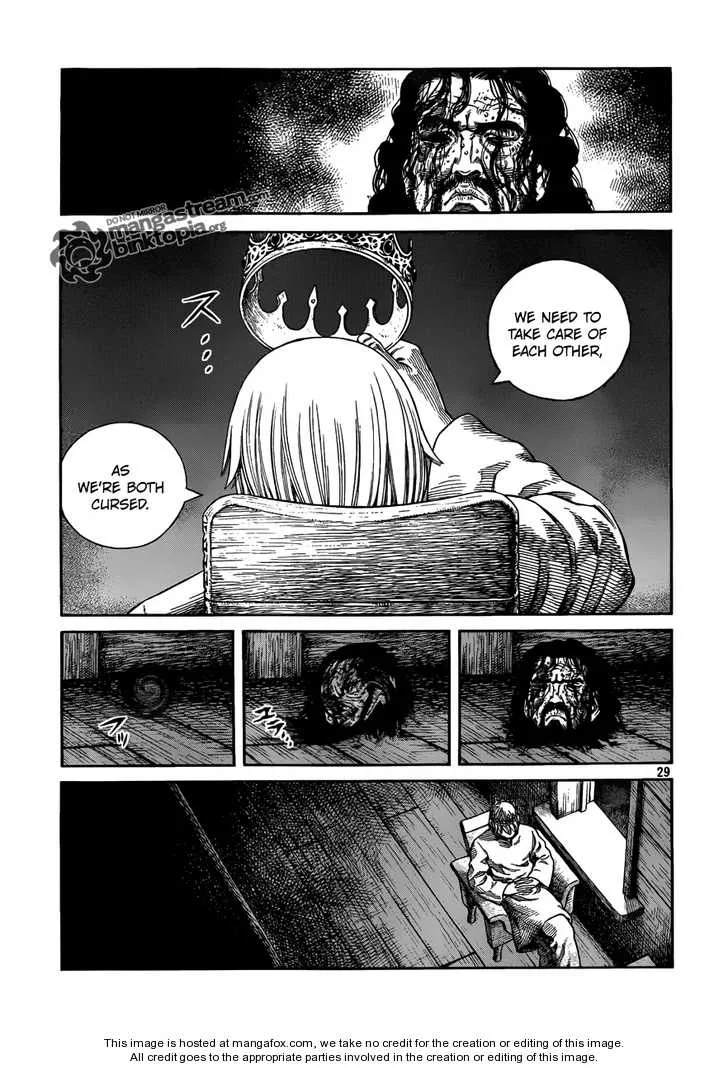 DO NOT MIRROR
mangastream.com
binktopia.org
ス…
WE NEED TO
TAKE CARE OF
EACH OTHER,
AS
WE'RE BOTH
CURSED.
29
This image is hosted at mangafox.com, we take no credit for the creation or editing of this image.
All credit goes to the appropriate parties involved in the creation or editing of this image.